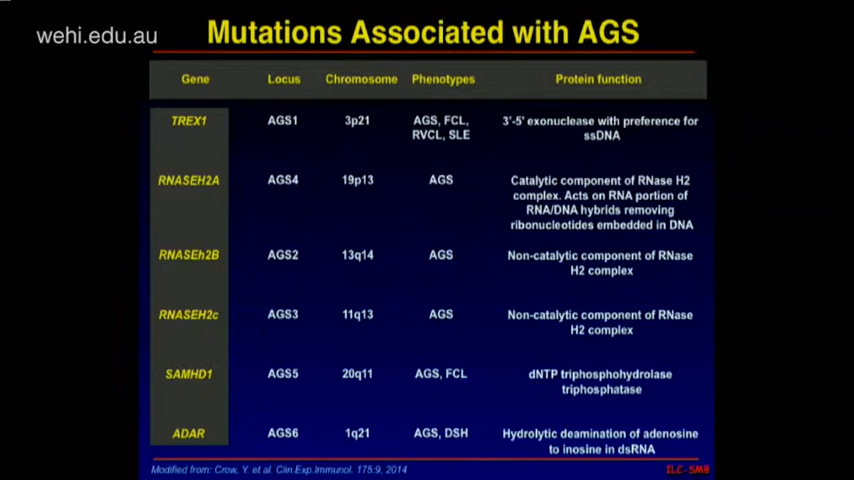 wehi.edu.au
Mutations Associated with AGS
Gene Locus Chromosome Phenotypes Protein function
TREX1 AGS1 3p21 AGS, FCL, 3'-5' exonuclease with preference for
RVCL, SLE ssDNA
RNASEH2A AGS4 19p13 AGS Catalytic component of RNase H2
complex. Acts on RNA portion of
RNA/DNA hybrids removing
ribonucleotides embedded in DNA
RNASEh2B AGS2 13q14 AGS Non-catalytic component of RNase
H2 complex
RNASEH2c AGS3 11q13 AGS Non-catalytic component of RNase
H2 complex
SAMHD1 AGS5 20q11 AGS, FCL dNTP triphosphohydrolase
triphosphatase
ADAR AGS6 1q21 AGS, DSH Hydrolytic deamination of adenosine
to inosine in dsRNA
Modified from: Crow, Y. et al. Clin Exp.Immunol. 175:9, 2014
ILC-SMB